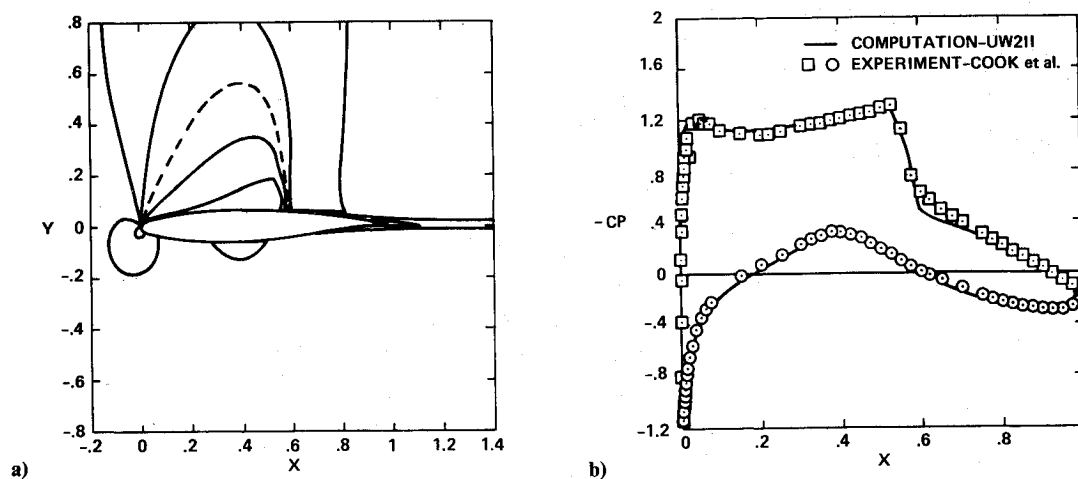 .8
.6
.4
.2
Y 0
-.2
-.4
-.6
-.8
-.2 0 .2 .4 .6 .8 1 1.2 1.4
X
a)
2
1.6
1.2
.8
.4
-CP
0
-.4
-.8
-1.2
0 .2 .4 .6 .8
X
COMPUTATION-UW211
EXPERIMENT-COOK et al.
b)